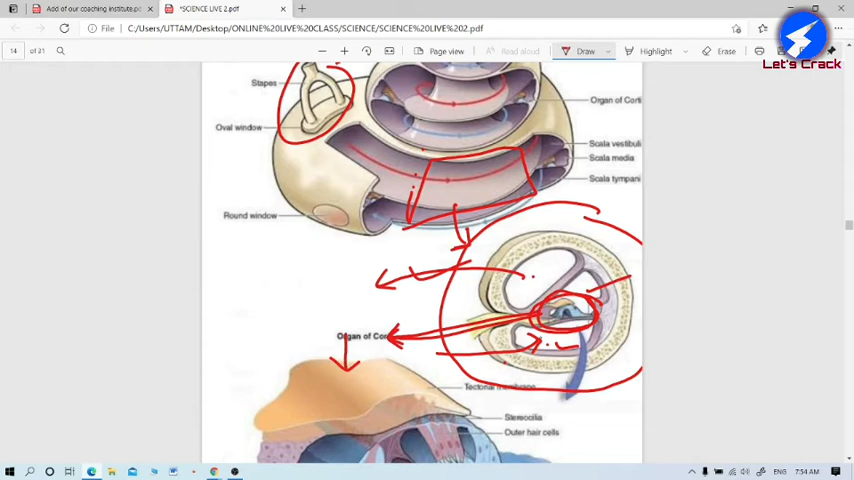 Add of our coaching institute.pdf
*SCIENCE LIVE 2.pdf
File
C:/Users/UTTAM/Desktop/ONLINE%20LIVE%20CLASS/SCIENCE/SCIENCE%20LIVE%202.pdf
Let's Crack
14 of 21
Page view
Read aloud
Draw
Highlight
Erase
Stapes
Organ of Corti
Oval window
Scala vestibuli
Scala media
Scala tympani
Round window
Organ of Cor
Tectorial membrane
Stereocilia
Outer hair cells
7:54 AM